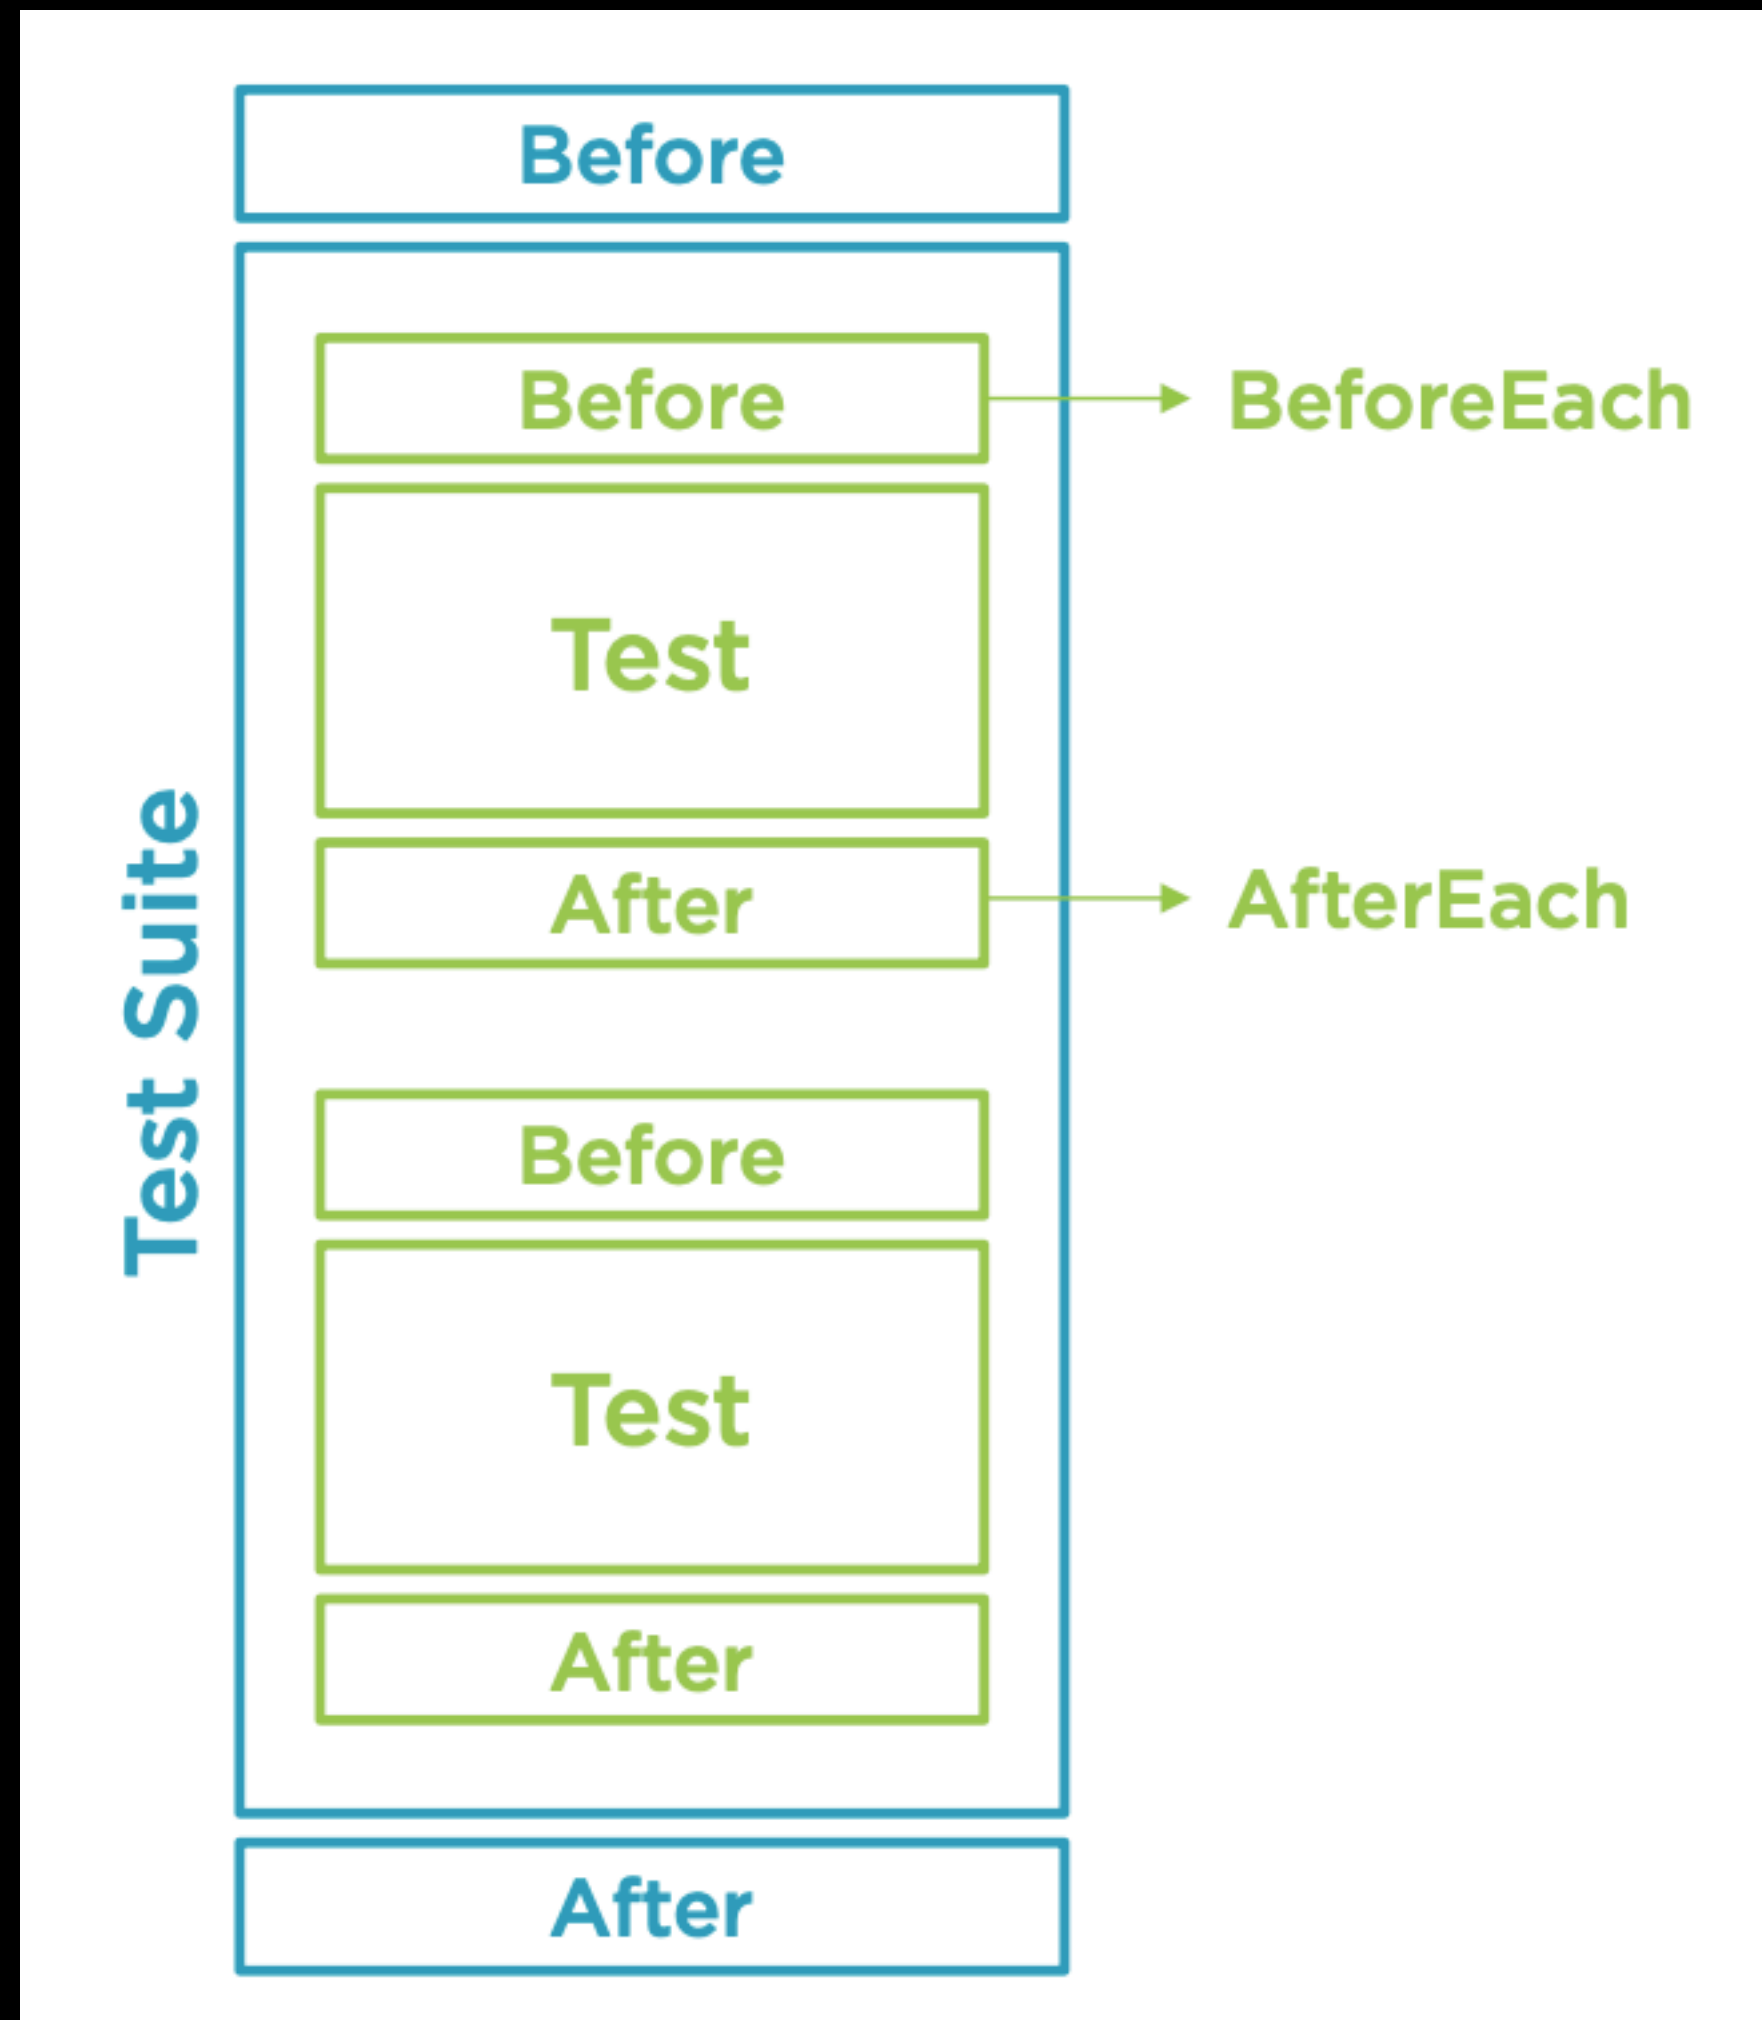 Before
Before
BeforeEach
Test
After
AfterEach
Test Suite
Before
Test
After
After